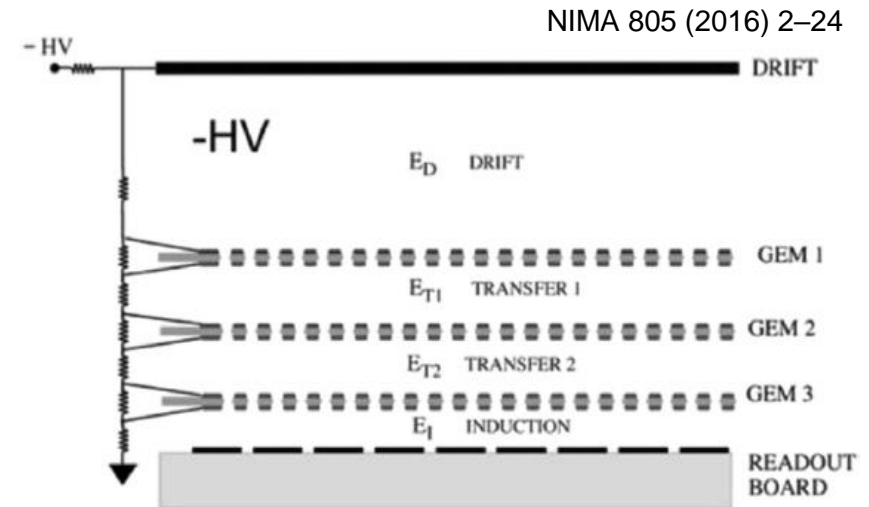 NIMA 805 (2016) 2–24
– HV
DRIFT
-HV
E_D DRIFT
GEM 1
E_T1 TRANSFER 1
GEM 2
E_T2 TRANSFER 2
GEM 3
E_I INDUCTION
READOUT
BOARD